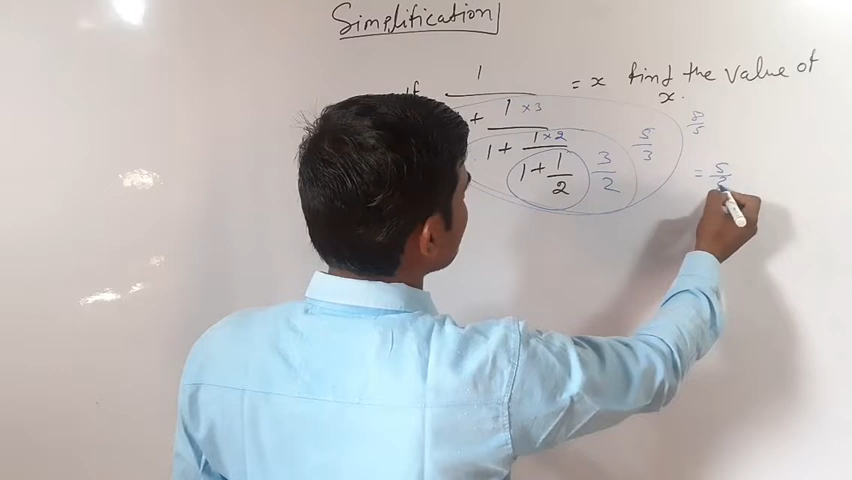 Simplification
If 1 = x find the value of
x.
+ 1 ×3
8/5
1 + 1×2
5/3
1 + 1/2
3/2
= 5